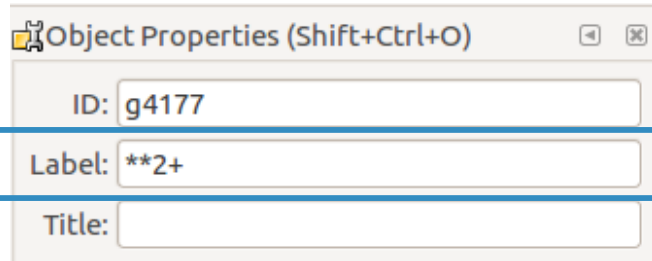 Object Properties (Shift+Ctrl+O)
ID: g4177
Label: **2+
Title: